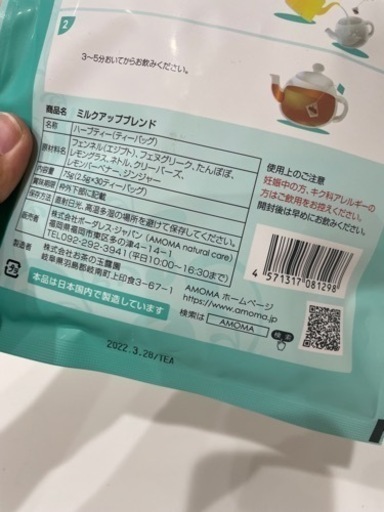 2
3～5分おいてからお飲みください。
商品名 ミルクアップブレンド
名称 ハーブティー(ティーバッグ)
原材料名 フェンネル(エジプト)、フェヌグリーク、たんぽぽ、
レモングラス、ネトル、クリーバーズ、
レモンバーベナー、ジンジャー
内容量 75g(2.5g×30ティーバッグ)
賞味期限 枠外下部に記載
保存方法 直射日光、高温多湿の場所を避けて保存してください。
販売者 株式会社ボーダレス・ジャパン(AMOMA natural care)
福岡県福岡市東区多の津4-14-1
TEL092-292-3941(平日10:00～16:30まで)
製造所 株式会社お茶の玉露園
岐阜県羽島郡岐南町上印食3-67-1
本品は日本国内で製造しています
使用上のご注意
妊娠中の方、キク科アレルギー
の方はご飲用をお控えください。
開封後は早めにお飲みください。
4 571317 081298
AMOMA ホームページ
https://www.amoma.jp
検索は AMOMA 検索
2022.3.28/TEA